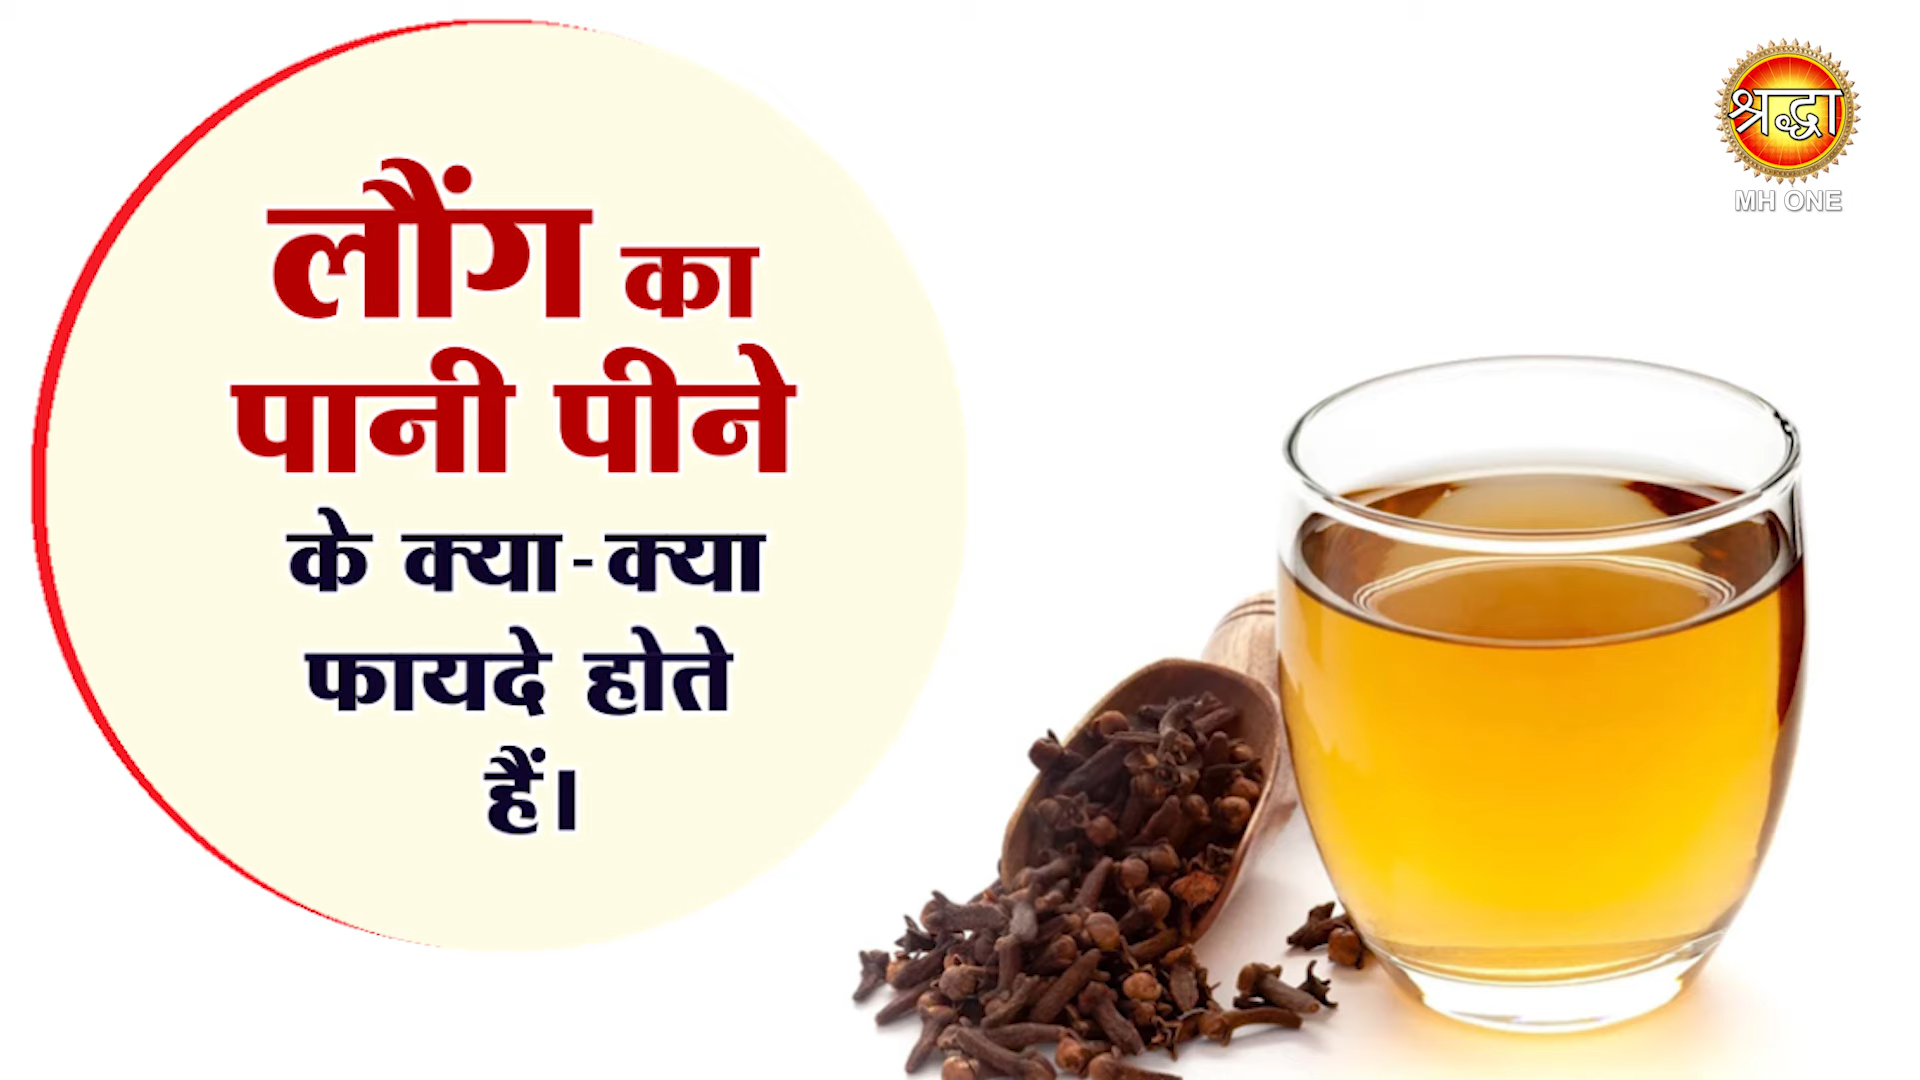 लौंग का
पानी पीने
के क्या-क्या
फायदे होते
हैं।
श्रद्धा
MH ONE